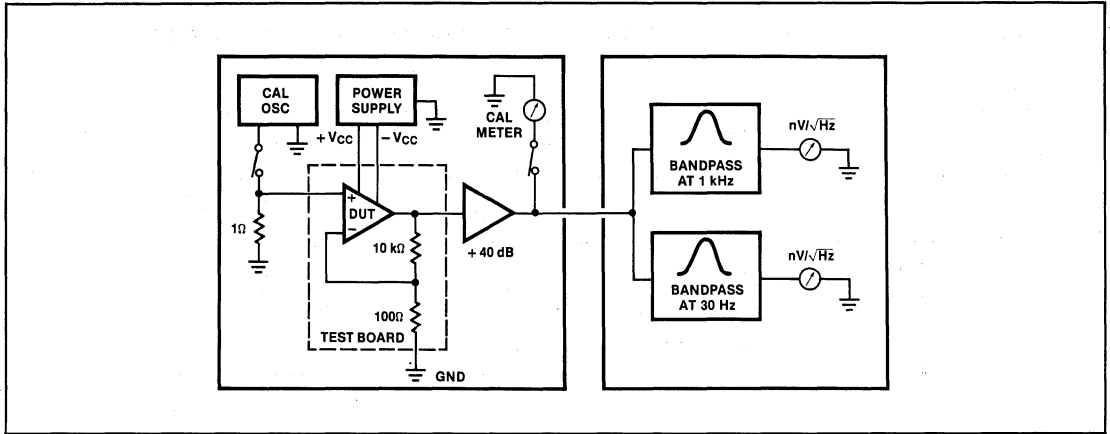 CAL
OSC
POWER
SUPPLY
+VCC
−VCC
CAL
METER
1Ω
+
DUT
−
10 kΩ
100Ω
TEST BOARD
GND
+40 dB
BANDPASS
AT 1 kHz
nV/√Hz
BANDPASS
AT 30 Hz
nV/√Hz